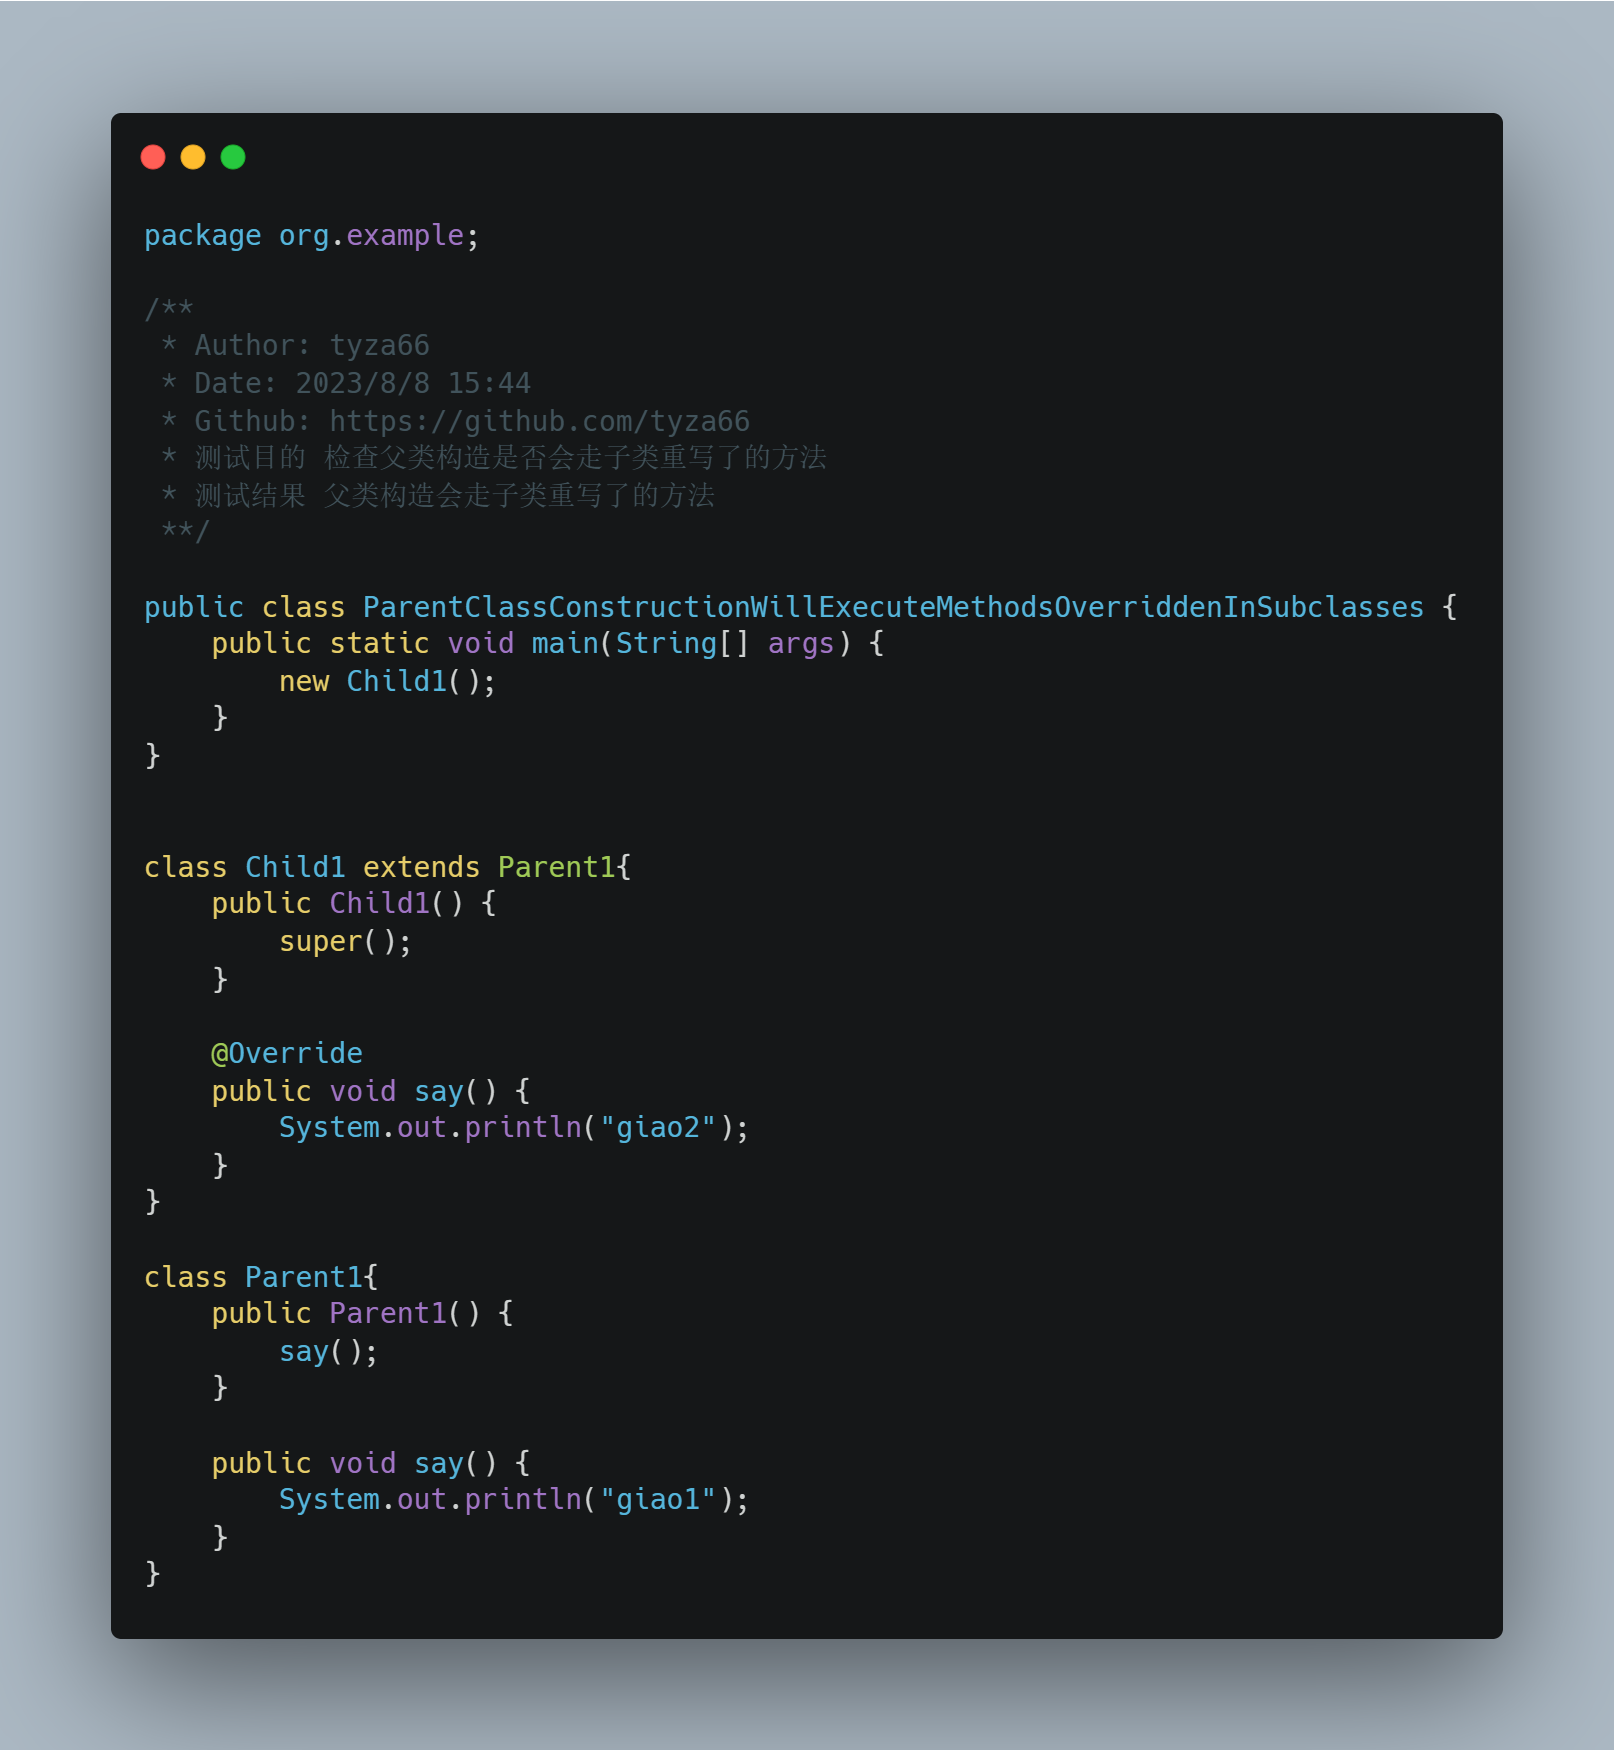 package org.example;

/**
 * Author: tyza66
 * Date: 2023/8/8 15:44
 * Github: https://github.com/tyza66
 * 测试目的 检查父类构造是否会走子类重写了的方法
 * 测试结果 父类构造会走子类重写了的方法
 **/

public class ParentClassConstructionWillExecuteMethodsOverriddenInSubclasses {
    public static void main(String[] args) {
        new Child1();
    }
}


class Child1 extends Parent1{
    public Child1() {
        super();
    }

    @Override
    public void say() {
        System.out.println("giao2");
    }
}

class Parent1{
    public Parent1() {
        say();
    }

    public void say() {
        System.out.println("giao1");
    }
}